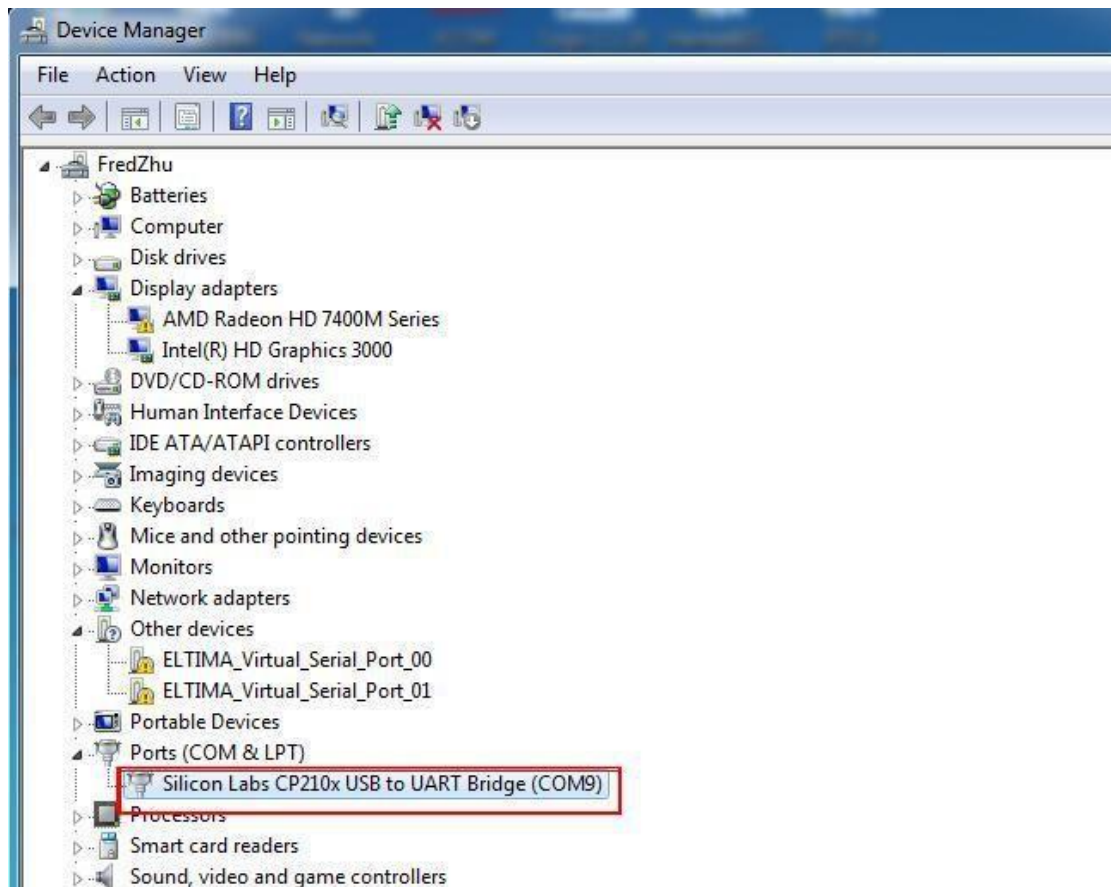 Device Manager
File Action View Help
FredZhu
Batteries
Computer
Disk drives
Display adapters
AMD Radeon HD 7400M Series
Intel(R) HD Graphics 3000
DVD/CD-ROM drives
Human Interface Devices
IDE ATA/ATAPI controllers
Imaging devices
Keyboards
Mice and other pointing devices
Monitors
Network adapters
Other devices
ELTIMA_Virtual_Serial_Port_00
ELTIMA_Virtual_Serial_Port_01
Portable Devices
Ports (COM & LPT)
Silicon Labs CP210x USB to UART Bridge (COM9)
Processors
Smart card readers
Sound, video and game controllers